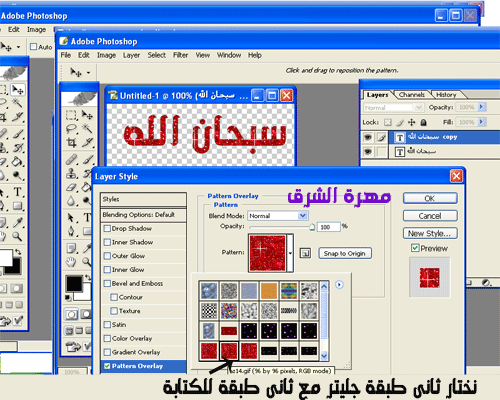 Adobe Photoshop
File Edit Image
Auto
Adobe Photoshop
File Edit Image Layer Select Filter View Window Help
Click and drag to reposition the pattern.
Untitled-1 @ 100% (سبحان الله ...
سبحان الله
Layers Channels History
Normal Opacity: 100%
Lock: Fill: 100%
T سبحات الله copy
T سبحان الله
Layer Style
Styles
Blending Options: Default
Drop Shadow
Inner Shadow
Outer Glow
Inner Glow
Bevel and Emboss
Contour
Texture
Satin
Color Overlay
Gradient Overlay
Pattern Overlay
Pattern Overlay
مهرة الشرق
Pattern
Blend Mode: Normal
Opacity: 100 %
Pattern: Snap to Origin
OK
Cancel
New Style...
Preview
z14.gif (96 by 96 pixels, RGB mode)
نختار ثانى طبقة جليتر مع ثانى طبقة للكتابة